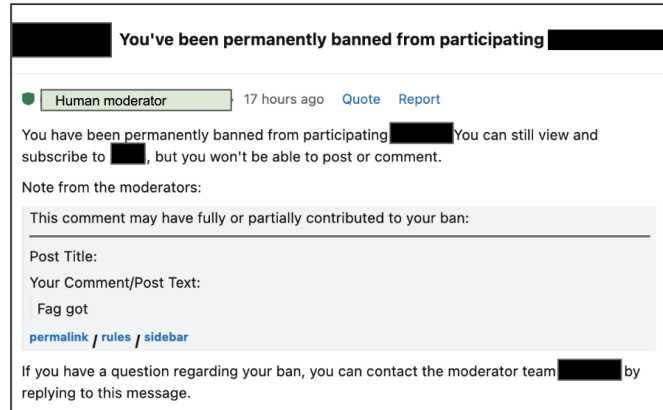 You've been permanently banned from participating
Human moderator 17 hours ago Quote Report
You have been permanently banned from participating You can still view and
subscribe to , but you won't be able to post or comment.
Note from the moderators:
This comment may have fully or partially contributed to your ban:
Post Title:
Your Comment/Post Text:
Fag got
permalink / rules / sidebar
If you have a question regarding your ban, you can contact the moderator team by
replying to this message.